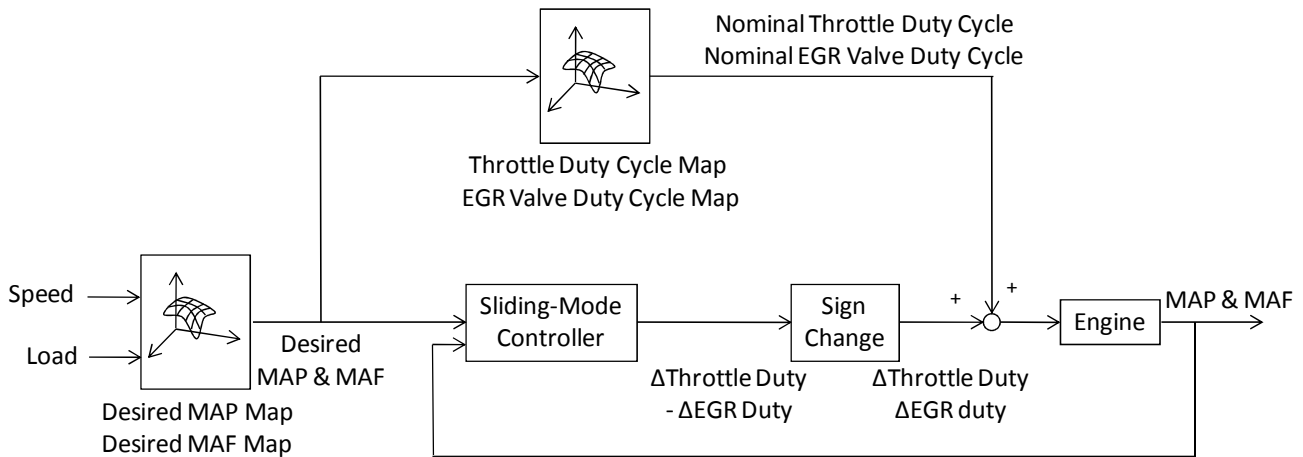 Nominal Throttle Duty Cycle
Nominal EGR Valve Duty Cycle
Throttle Duty Cycle Map
EGR Valve Duty Cycle Map
Speed
Load
Desired
MAP & MAF
Desired MAP Map
Desired MAF Map
Sliding-Mode
Controller
ΔThrottle Duty
- ΔEGR Duty
Sign
Change
ΔThrottle Duty
ΔEGR duty
+
+
Engine
MAP & MAF